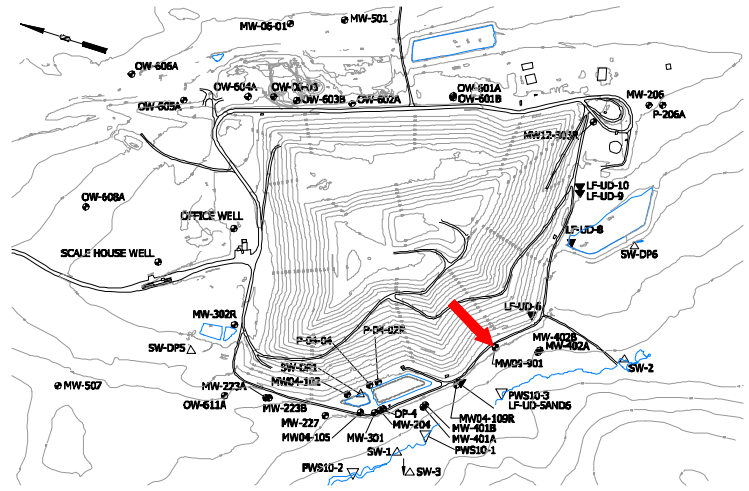 MW-06-01
MW-501
OW-606A
OW-604A
OW-603B
OW-602A
OW-601A
OW-601B
OW-605A
MW-206
P-206A
MW12-303R
LF-UD-10
LF-UD-9
OW-608A
OFFICE WELL
LF-UD-8
SW-DP6
SCALE HOUSE WELL
LF-UD-6
MW-302R
P-04-02R
P-04-04
MW-402B
MW-402A
SW-DP5
SW-DP1
MW09-901
SW-2
MW-507
MW-223A
MW04-102
OW-611A
MW-223B
PWS10-3
LF-UD-5AND6
MW-227
DP-4
MW04-109R
MW-204
MW-401B
MW04-105
MW-301
MW-401A
SW-1
PWS10-1
PWS10-2
SW-3